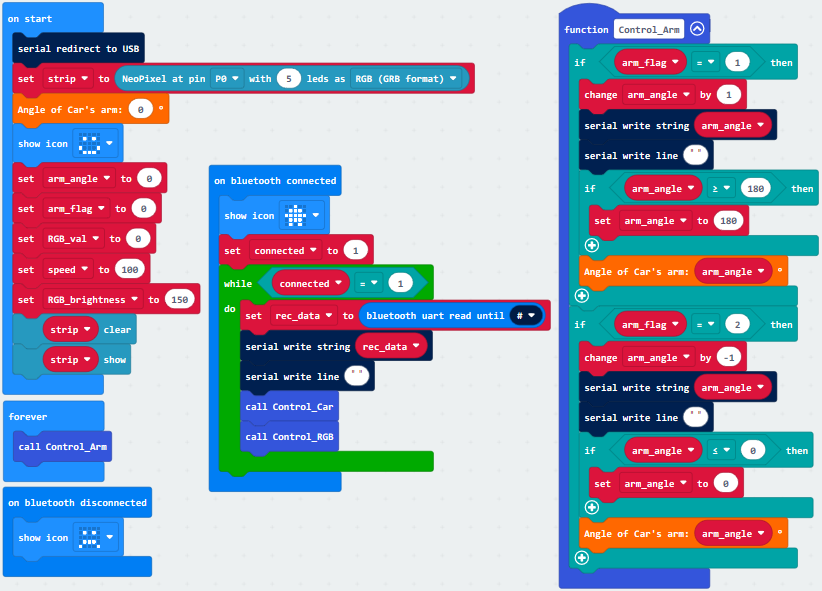 on start
serial redirect to USB
set strip to NeoPixel at pin P0 with 5 leds as RGB (GRB format)
Angle of Car's arm: 0 °
show icon
set arm_angle to 0
set arm_flag to 0
set RGB_val to 0
set speed to 100
set RGB_brightness to 150
strip clear
strip show
forever
call Control_Arm
on bluetooth disconnected
show icon
on bluetooth connected
show icon
set connected to 1
while connected = 1
do set rec_data to bluetooth uart read until #
serial write string rec_data
serial write line " "
call Control_Car
call Control_RGB
function Control_Arm
if arm_flag = 1 then
change arm_angle by 1
serial write string arm_angle
serial write line " "
if arm_angle ≥ 180 then
set arm_angle to 180
Angle of Car's arm: arm_angle °
if arm_flag = 2 then
change arm_angle by -1
serial write string arm_angle
serial write line " "
if arm_angle ≤ 0 then
set arm_angle to 0
Angle of Car's arm: arm_angle °